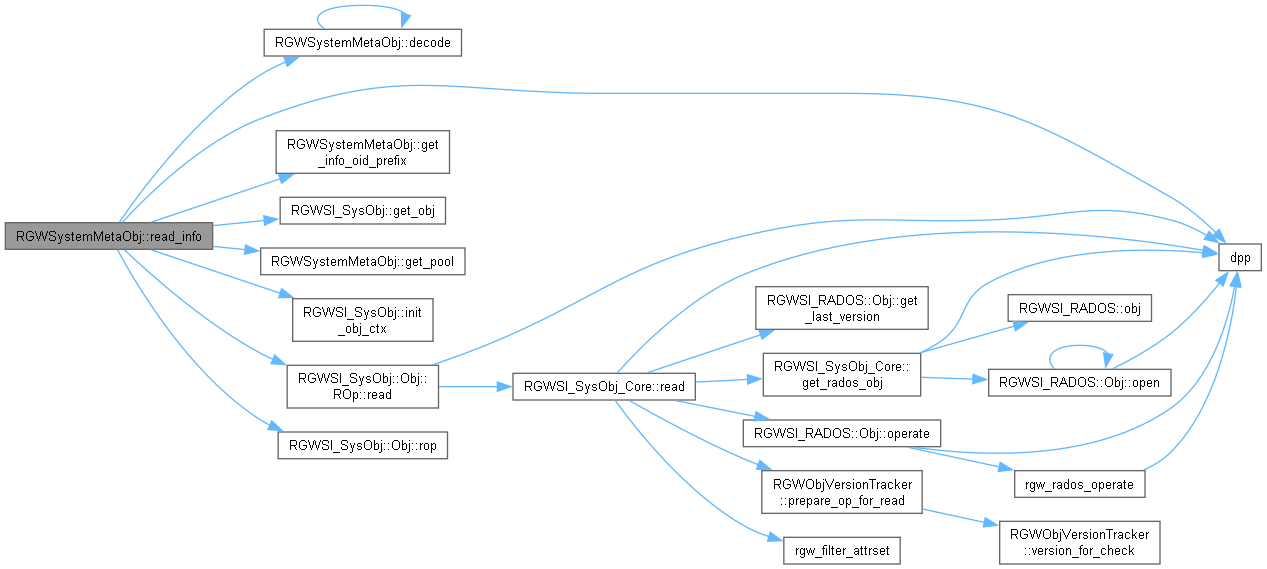 RGWSystemMetaObj::read_info
RGWSystemMetaObj::decode
RGWSystemMetaObj::get
_info_oid_prefix
RGWSI_SysObj::get_obj
RGWSystemMetaObj::get_pool
RGWSI_SysObj::init
_obj_ctx
RGWSI_SysObj::Obj::
ROp::read
RGWSI_SysObj::Obj::rop
RGWSI_SysObj_Core::read
RGWSI_RADOS::Obj::get
_last_version
RGWSI_SysObj_Core::
get_rados_obj
RGWSI_RADOS::Obj::operate
RGWObjVersionTracker
::prepare_op_for_read
rgw_filter_attrset
RGWSI_RADOS::obj
RGWSI_RADOS::Obj::open
rgw_rados_operate
RGWObjVersionTracker
::version_for_check
dpp